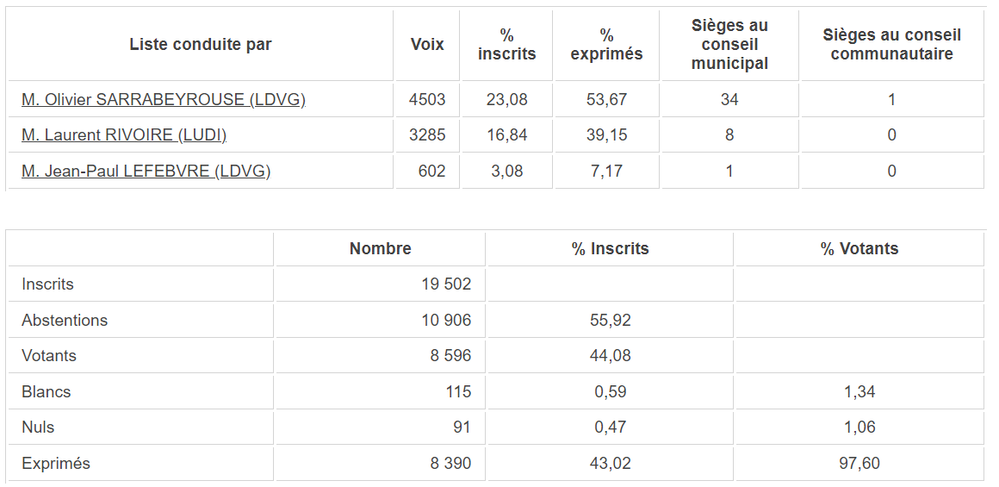 Liste conduite par Voix % inscrits % exprimés Sièges au conseil municipal Sièges au conseil communautaire
M. Olivier SARRABEYROUSE (LDVG) 4503 23,08 53,67 34 1
M. Laurent RIVOIRE (LUDI) 3285 16,84 39,15 8 0
M. Jean-Paul LEFEBVRE (LDVG) 602 3,08 7,17 1 0
Nombre % Inscrits % Votants
Inscrits 19 502
Abstentions 10 906 55,92
Votants 8 596 44,08
Blancs 115 0,59 1,34
Nuls 91 0,47 1,06
Exprimés 8 390 43,02 97,60